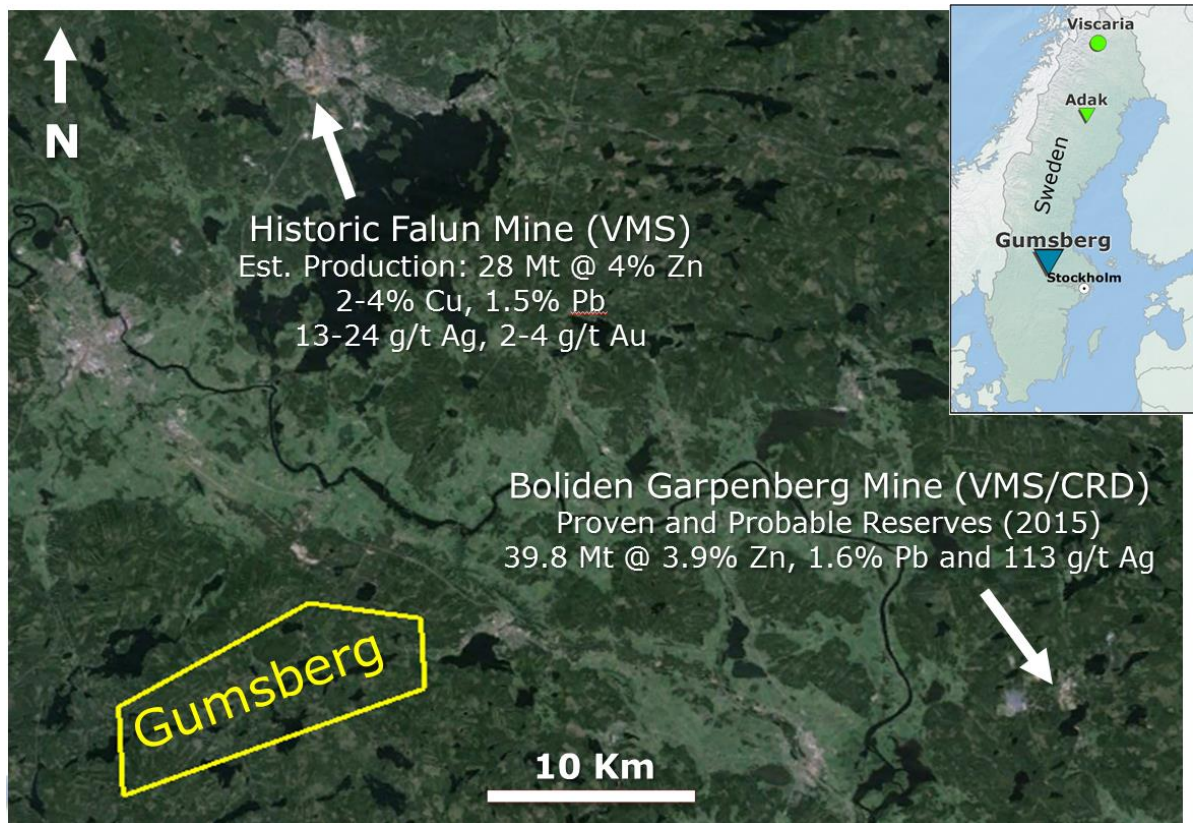 N
Historic Falun Mine (VMS)
Est. Production: 28 Mt @ 4% Zn
2-4% Cu, 1.5% Pb
13-24 g/t Ag, 2-4 g/t Au
Boliden Garpenberg Mine (VMS/CRD)
Proven and Probable Reserves (2015)
39.8 Mt @ 3.9% Zn, 1.6% Pb and 113 g/t Ag
Gumsberg
10 Km
Viscaria
Adak
Sweden
Gumsberg
Stockholm